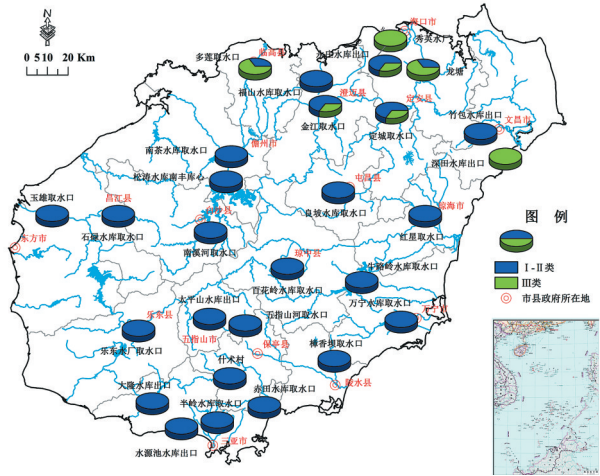 N
0 5 10 20 Km
海口市
秀英水厂
临高县
多莲取水口
永庄水库出口
龙塘
福山水库取水口
澄迈县
定安县
竹包水库出口
文昌市
金江取水口
定城取水口
深田水库出口
南茶水库取水口
儋州市
松涛水库南丰库心
屯昌县
玉雄取水口
昌江县
良坡水库取水口
琼海市
石碌水库取水口
东方市
南溪河取水口
红星取水口
琼中县
牛路岭水库取水口
百花岭水库取水口
太平山水库出口
五指山河取水口
万宁水库取水口
乐东县
五指山市
保亭县
乐东水厂取水口
什术村
樟香坝取水口
陵水县
大隆水库出口
赤田水库取水口
半岭水库取水口
三亚市
水源池水库出口
图 例
I-II类
III类
市县政府所在地